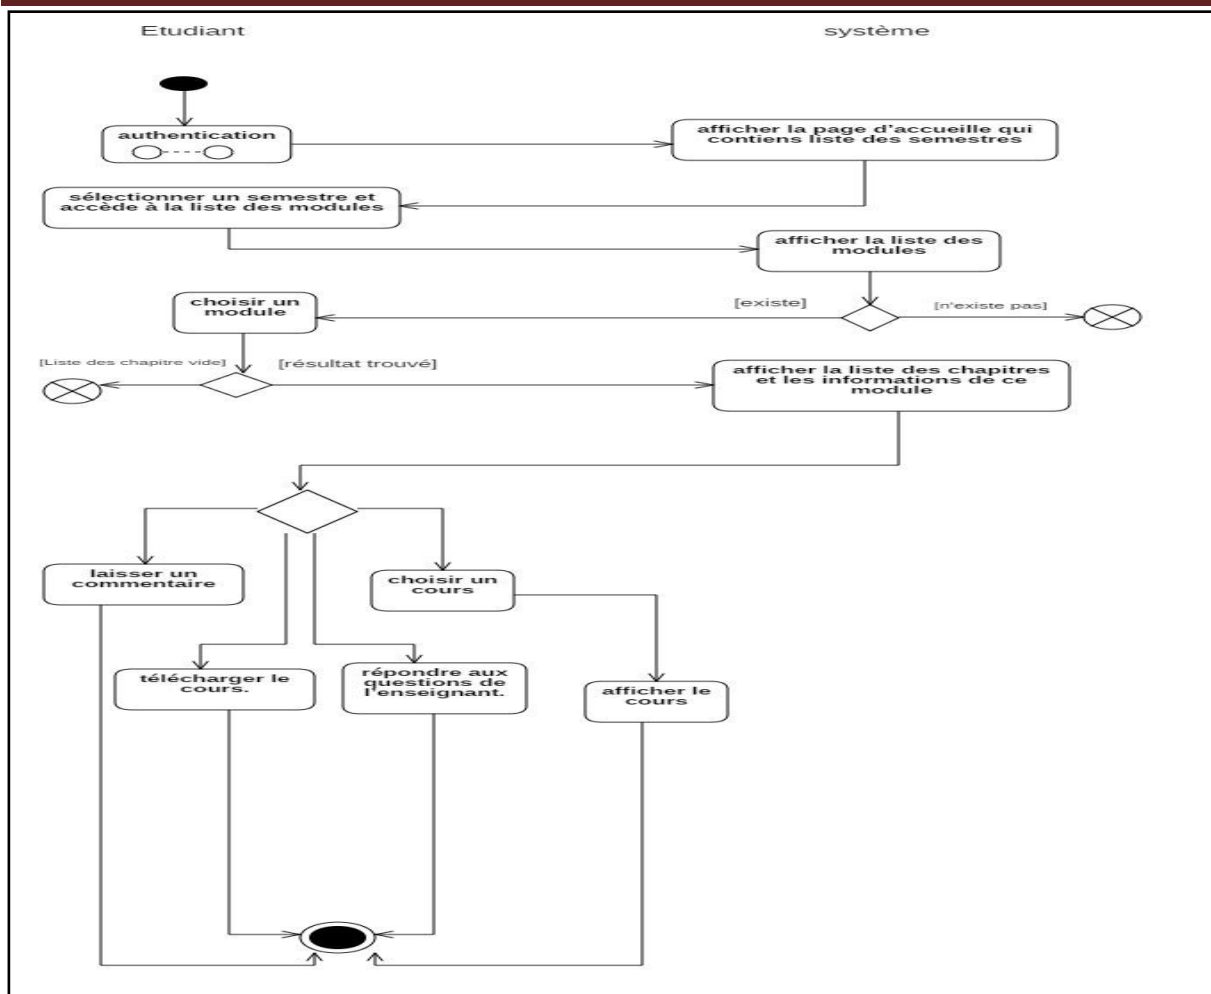 Etudiant
système
authentication
afficher la page d'accueille qui
contiens liste des semestres
sélectionner un semestre et
accède à la liste des modules
afficher la liste des
modules
choisir un
module
[existe]
[n'existe pas]
[Liste des chapitre vide]
[résultat trouvé]
afficher la liste des chapitres
et les informations de ce
module
laisser un
commentaire
choisir un
cours
télécharger le
cours.
répondre aux
questions de
l'enseignant.
afficher le
cours